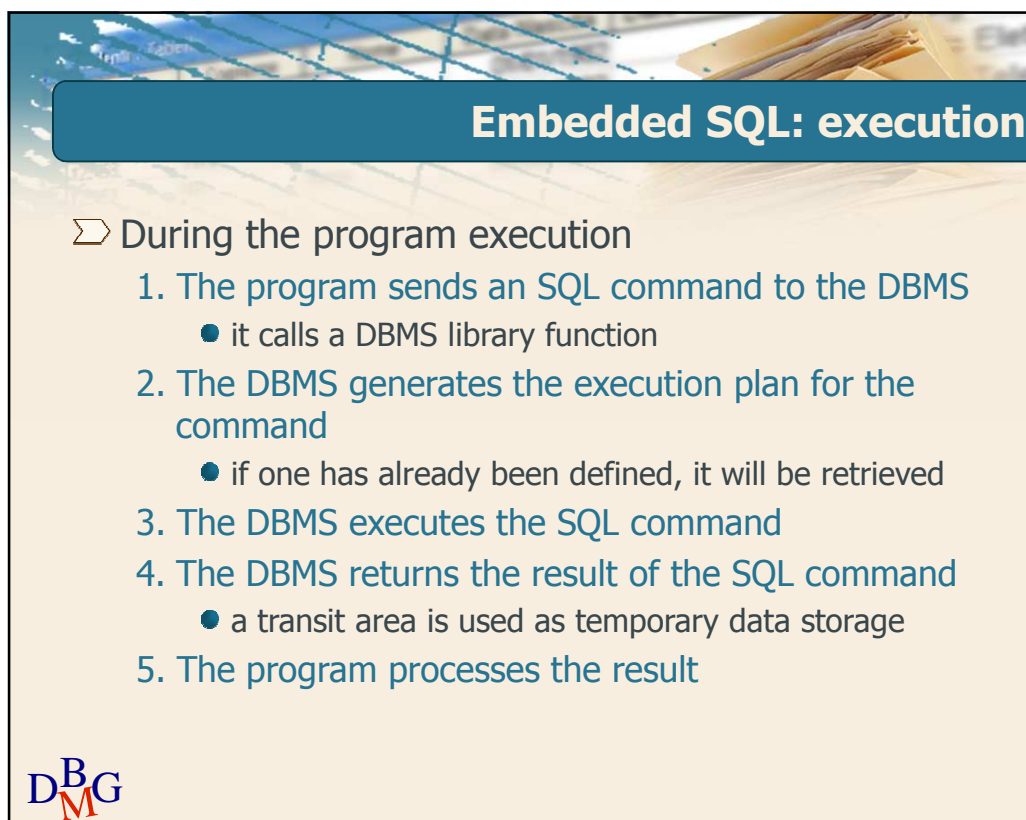 Embedded SQL: execution
During the program execution
1. The program sends an SQL command to the DBMS
it calls a DBMS library function
2. The DBMS generates the execution plan for the
command
if one has already been defined, it will be retrieved
3. The DBMS executes the SQL command
4. The DBMS returns the result of the SQL command
a transit area is used as temporary data storage
5. The program processes the result
DBMG